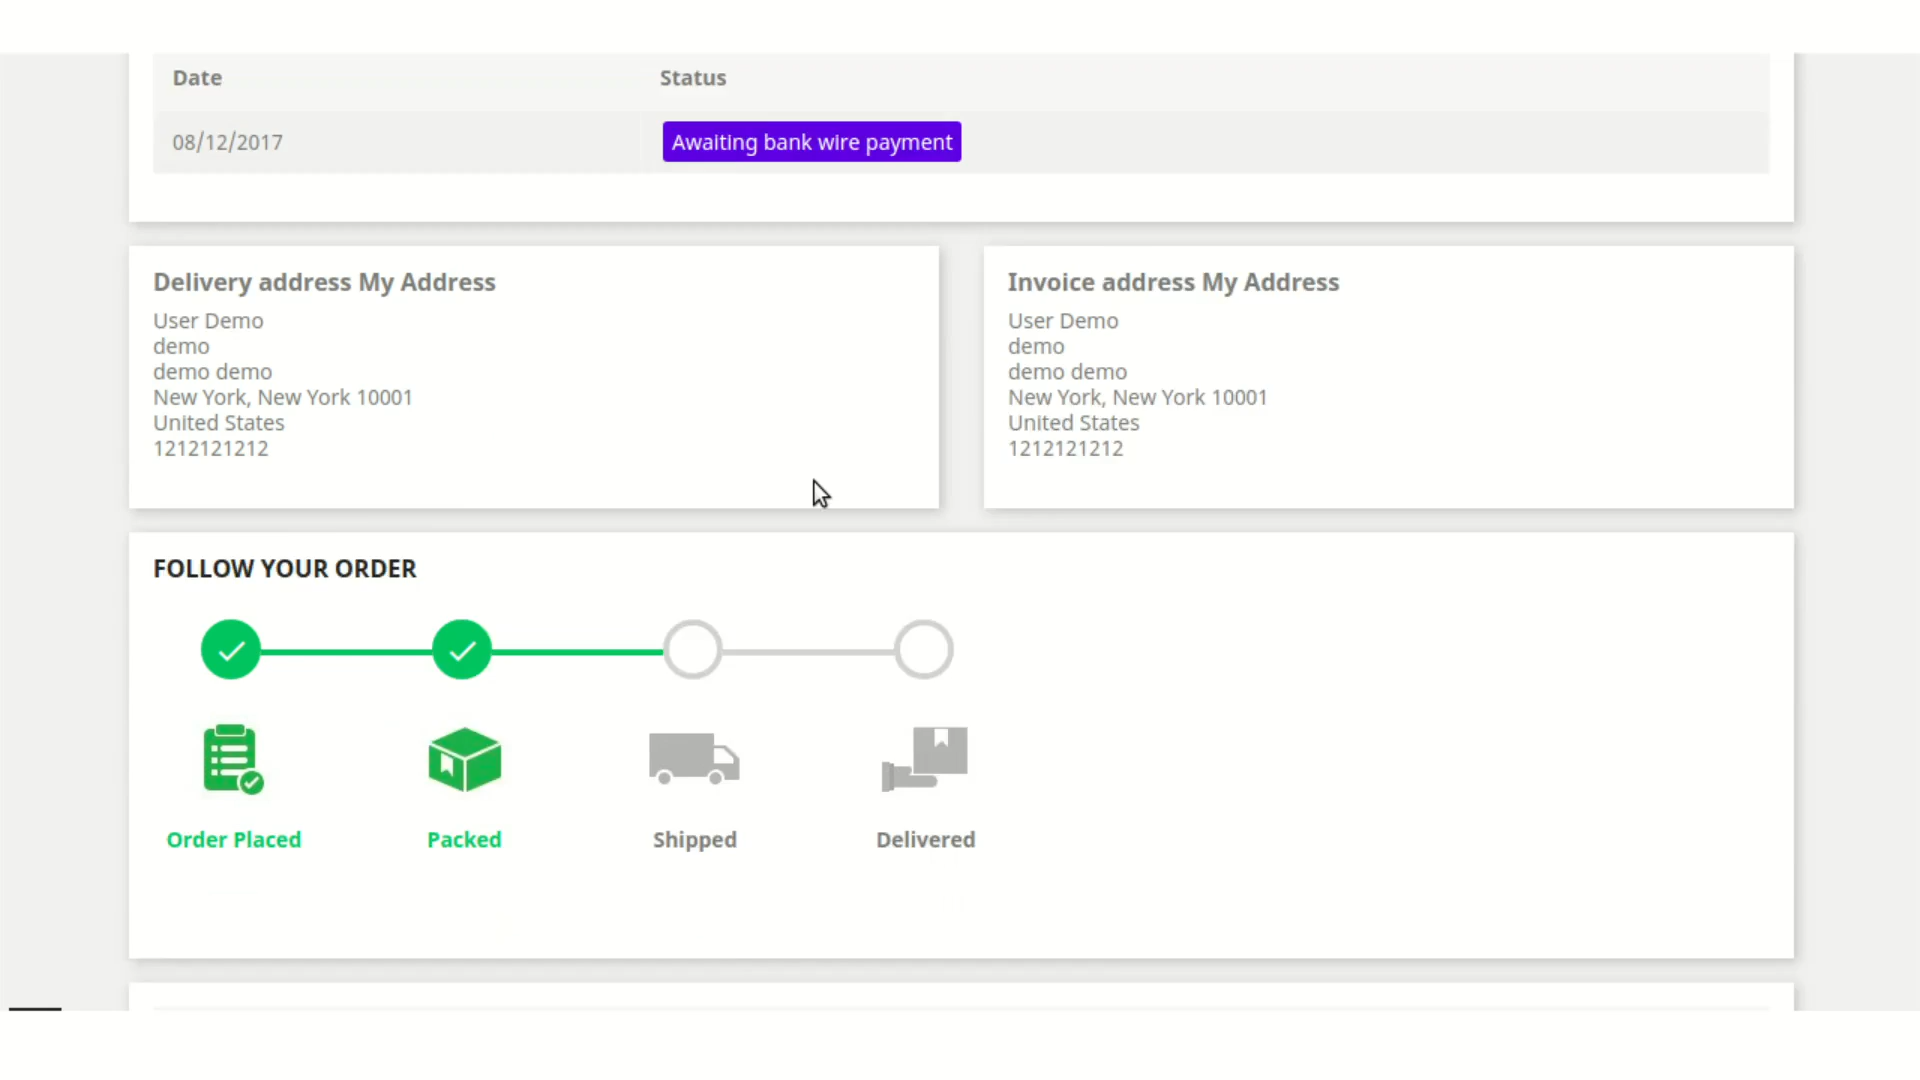 Date Status
08/12/2017 Awaiting bank wire payment
Delivery address My Address
User Demo
demo
demo demo
New York, New York 10001
United States
1212121212
Invoice address My Address
User Demo
demo
demo demo
New York, New York 10001
United States
1212121212
FOLLOW YOUR ORDER
Order Placed Packed Shipped Delivered